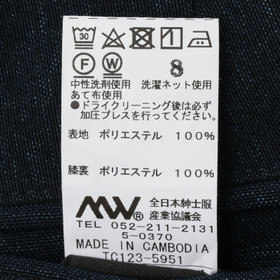 30
F W 8
中性洗剤使用 洗濯ネット使用
あて布使用
●ドライクリーニング後は必ず
加圧プレスを行ってください。
表地 ポリエステル 100%
膝裏 ポリエステル 100%
MW 全日本紳士服
産業協議会
TEL 052-211-2131
5-0370
MADE IN CAMBODIA
TC123-5951